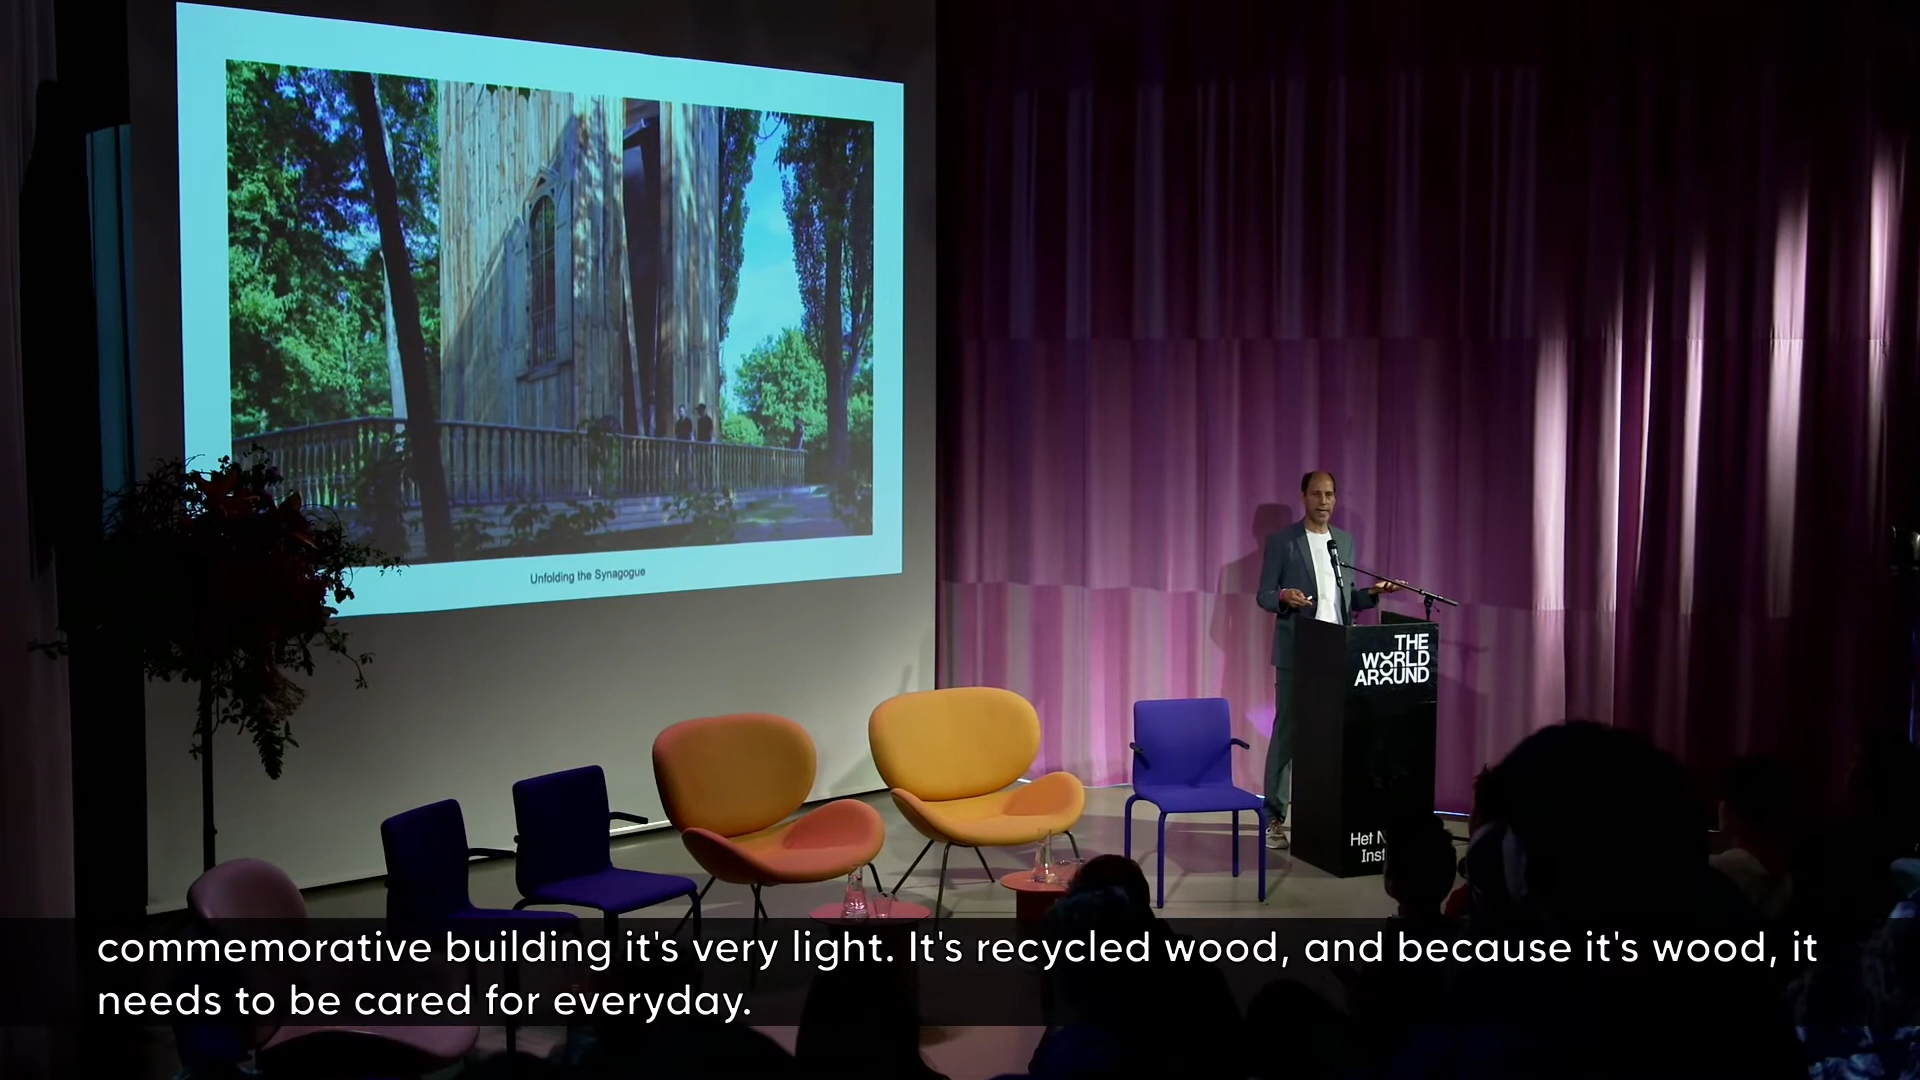 Unfolding the Synagogue
THE
WORLD
AROUND
Het N
Inst
commemorative building it's very light. It's recycled wood, and because it's wood, it
needs to be cared for everyday.